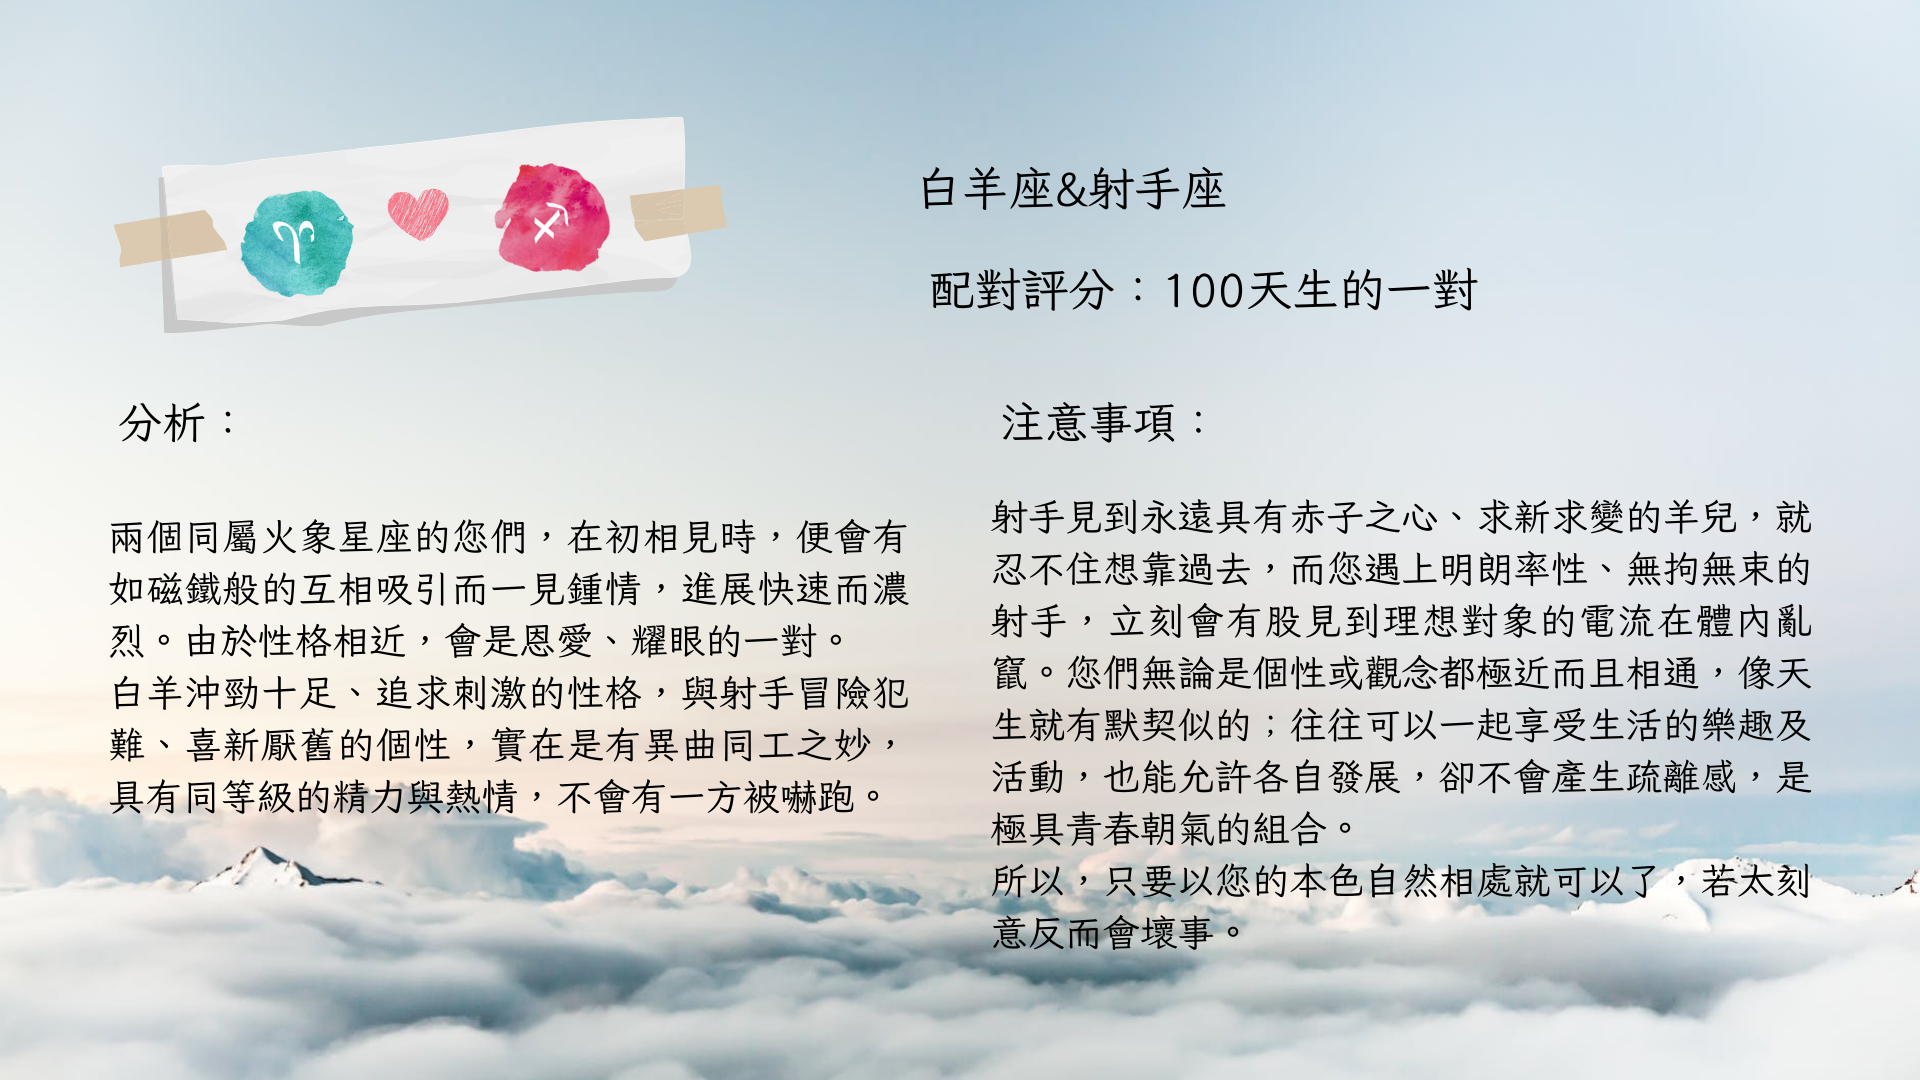 白羊座&射手座
配對評分：100天生的一對
分析：
兩個同屬火象星座的您們，在初相見時，便會有
如磁鐵般的互相吸引而一見鍾情，進展快速而濃
烈。由於性格相近，會是恩愛、耀眼的一對。
白羊沖勁十足、追求刺激的性格，與射手冒險犯
難、喜新厭舊的個性，實在是有異曲同工之妙，
具有同等級的精力與熱情，不會有一方被嚇跑。
注意事項：
射手見到永遠具有赤子之心、求新求變的羊兒，就
忍不住想靠過去，而您遇上明朗率性、無拘無束的
射手，立刻會有股見到理想對象的電流在體內亂
竄。您們無論是個性或觀念都極近而且相通，像天
生就有默契似的；往往可以一起享受生活的樂趣及
活動，也能允許各自發展，卻不會產生疏離感，是
極具青春朝氣的組合。
所以，只要以您的本色自然相處就可以了，若太刻
意反而會壞事。